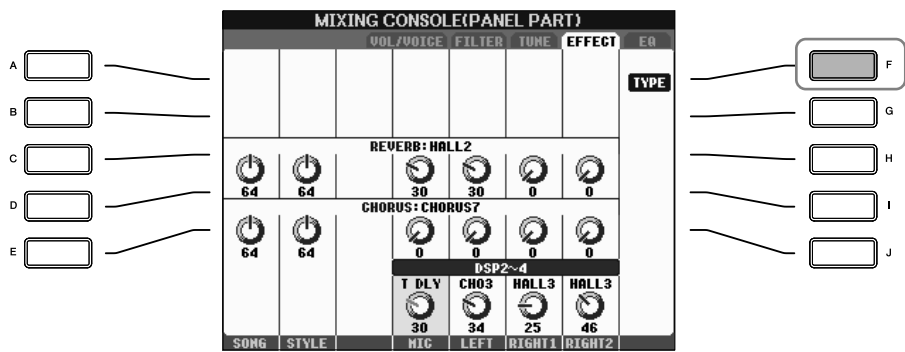 MIXING CONSOLE(PANEL PART)
VOL/VOICE FILTER TUNE EFFECT EQ
A
F
TYPE
B
G
REVERB:HALL2
C
H
64 64 30 30 0 0
D
I
CHORUS:CHORUS7
E
J
64 64 0 0 0 0
DSP2~4
T DLY CHO3 HALL3 HALL3
30 34 25 46
SONG STYLE MIC LEFT RIGHT1 RIGHT2